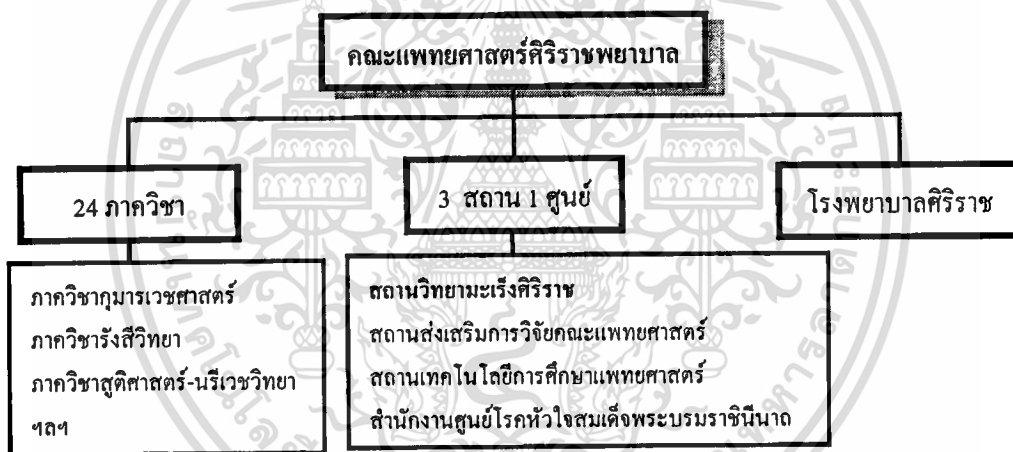 คณะแพทยศาสตร์ศิริราชพยาบาล
24 ภาควิชา
3 สถาน 1 ศูนย์
โรงพยาบาลศิริราช
ภาควิชากุมารเวชศาสตร์
ภาควิชารังสีวิทยา
ภาควิชาสูติศาสตร์-นรีเวชวิทยา
ฯลฯ
สถานวิทยามะเร็งศิริราช
สถานส่งเสริมการวิจัยคณะแพทยศาสตร์
สถานเทคโนโลยีการศึกษาแพทยศาสตร์
สำนักงานศูนย์โรคหัวใจสมเด็จพระบรมราชินีนาถ